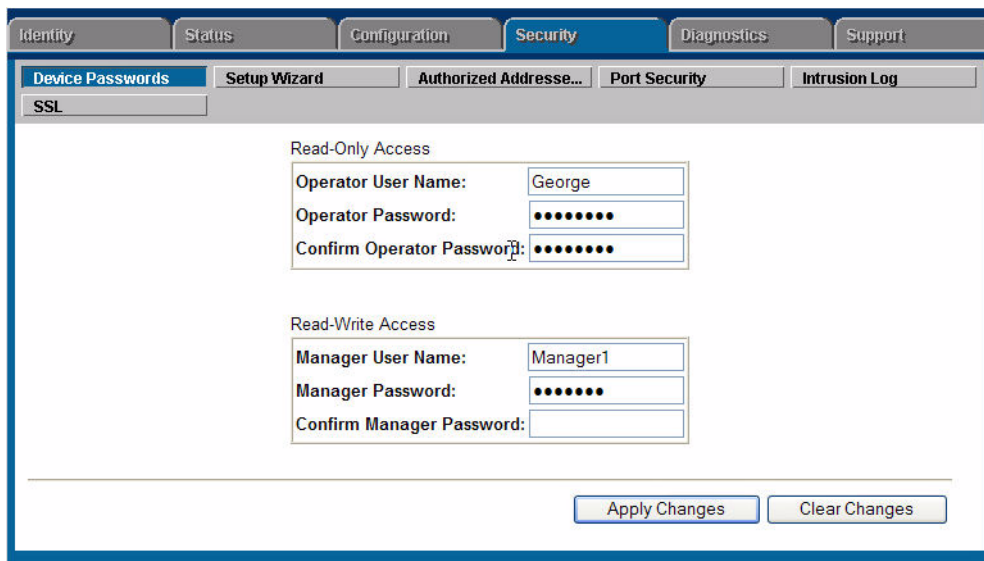 Identity Status Configuration Security Diagnostics Support
Device Passwords Setup Wizard Authorized Addresse... Port Security Intrusion Log
SSL
Read-Only Access
Operator User Name: George
Operator Password: ●●●●●●●●
Confirm Operator Password: ●●●●●●●●
Read-Write Access
Manager User Name: Manager1
Manager Password: ●●●●●●●
Confirm Manager Password:
Apply Changes Clear Changes